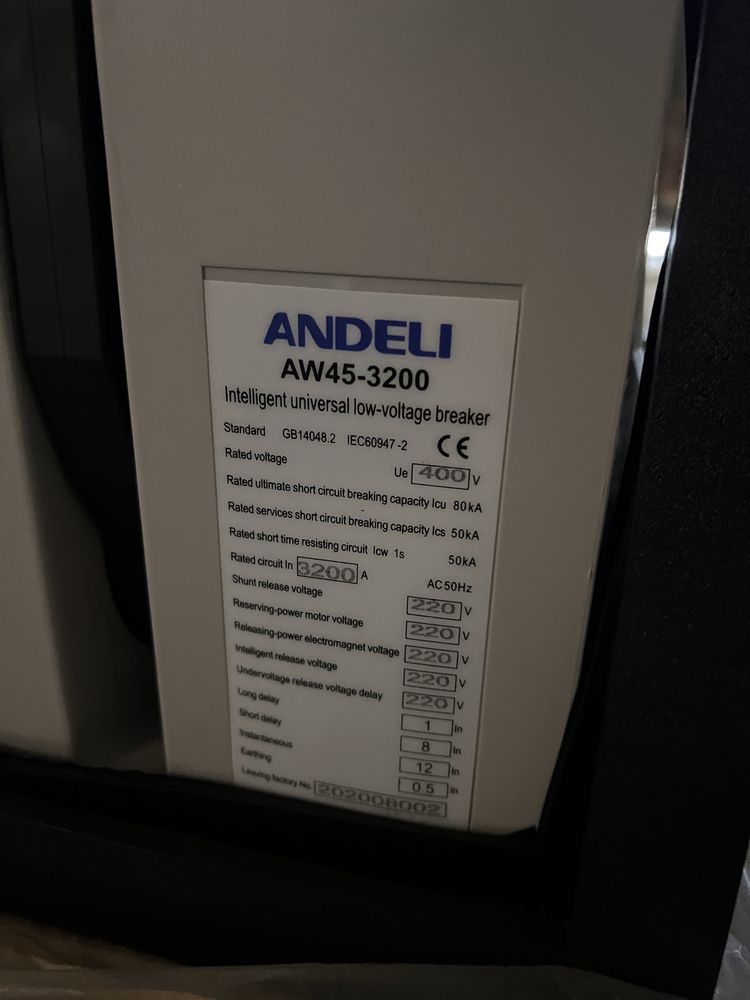 ANDELI
AW45-3200
Intelligent universal low-voltage breaker
Standard GB14048.2 IEC60947-2 CE
Rated voltage Ue 400 V
Rated ultimate short circuit breaking capacity Icu 80kA
Rated services short circuit breaking capacity Ics 50kA
Rated short time resisting circuit Icw 1s 50kA
Rated circuit In 3200 A AC50Hz
Shunt release voltage 220 V
Reserving-power motor voltage 220 V
Releasing-power electromagnet voltage 220 V
Intelligent release voltage 220 V
Undervoltage release voltage delay 220 V
Long delay 1 In
Short delay 8 In
Instantaneous 12 In
Earthing 0.5 In
Leaving factory No. 202008002